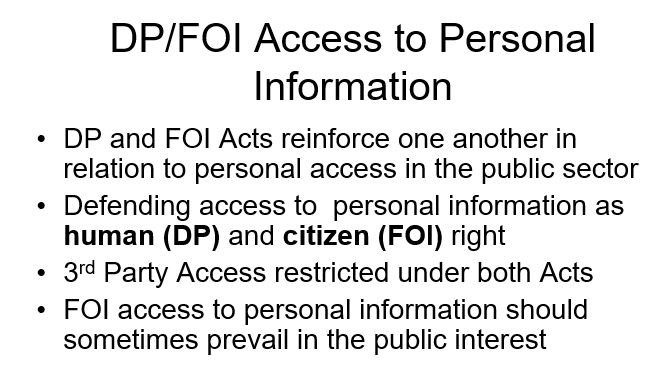 DP/FOI Access to Personal
Information
• DP and FOI Acts reinforce one another in
relation to personal access in the public sector
• Defending access to  personal information as
human (DP) and citizen (FOI) right
• 3rd Party Access restricted under both Acts
• FOI access to personal information should
sometimes prevail in the public interest